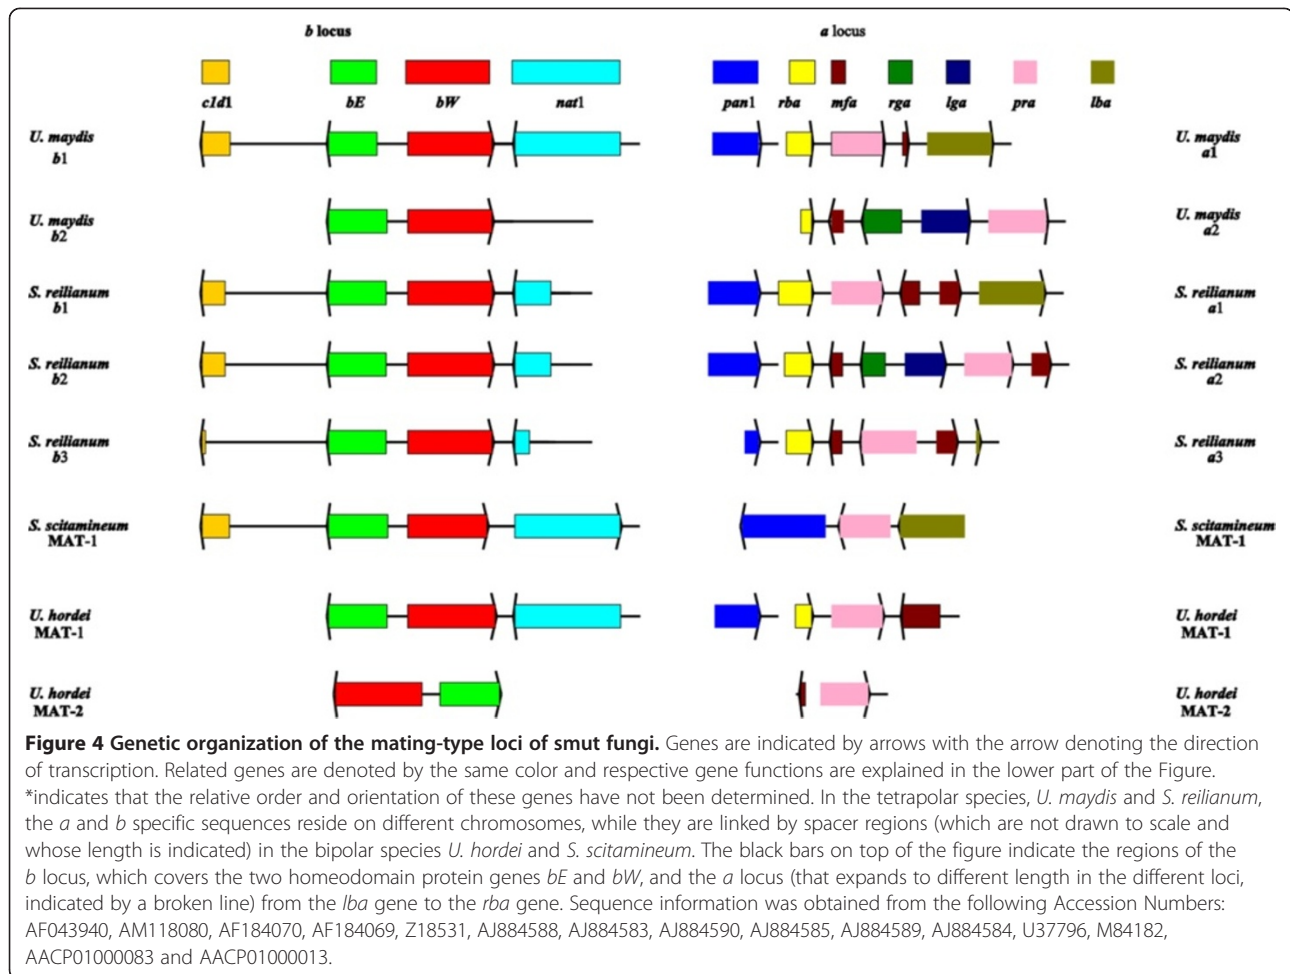 b locus a locus
c1d1 bE bW nat1 pan1 rba mfa rga lga pra lba
U. maydis b1 U. maydis a1
U. maydis b2 U. maydis a2
S. reilianum b1 S. reilianum a1
S. reilianum b2 S. reilianum a2
S. reilianum b3 S. reilianum a3
S. scitamineum MAT-1 S. scitamineum MAT-1
U. hordei MAT-1 U. hordei MAT-1
U. hordei MAT-2 U. hordei MAT-2
Figure 4 Genetic organization of the mating-type loci of smut fungi. Genes are indicated by arrows with the arrow denoting the direction
of transcription. Related genes are denoted by the same color and respective gene functions are explained in the lower part of the Figure.
*indicates that the relative order and orientation of these genes have not been determined. In the tetrapolar species, U. maydis and S. reilianum,
the a and b specific sequences reside on different chromosomes, while they are linked by spacer regions (which are not drawn to scale and
whose length is indicated) in the bipolar species U. hordei and S. scitamineum. The black bars on top of the figure indicate the regions of the
b locus, which covers the two homeodomain protein genes bE and bW, and the a locus (that expands to different length in the different loci,
indicated by a broken line) from the lba gene to the rba gene. Sequence information was obtained from the following Accession Numbers:
AF043940, AM118080, AF184070, AF184069, Z18531, AJ884588, AJ884583, AJ884590, AJ884585, AJ884589, AJ884584, U37796, M84182,
AACP01000083 and AACP01000013.